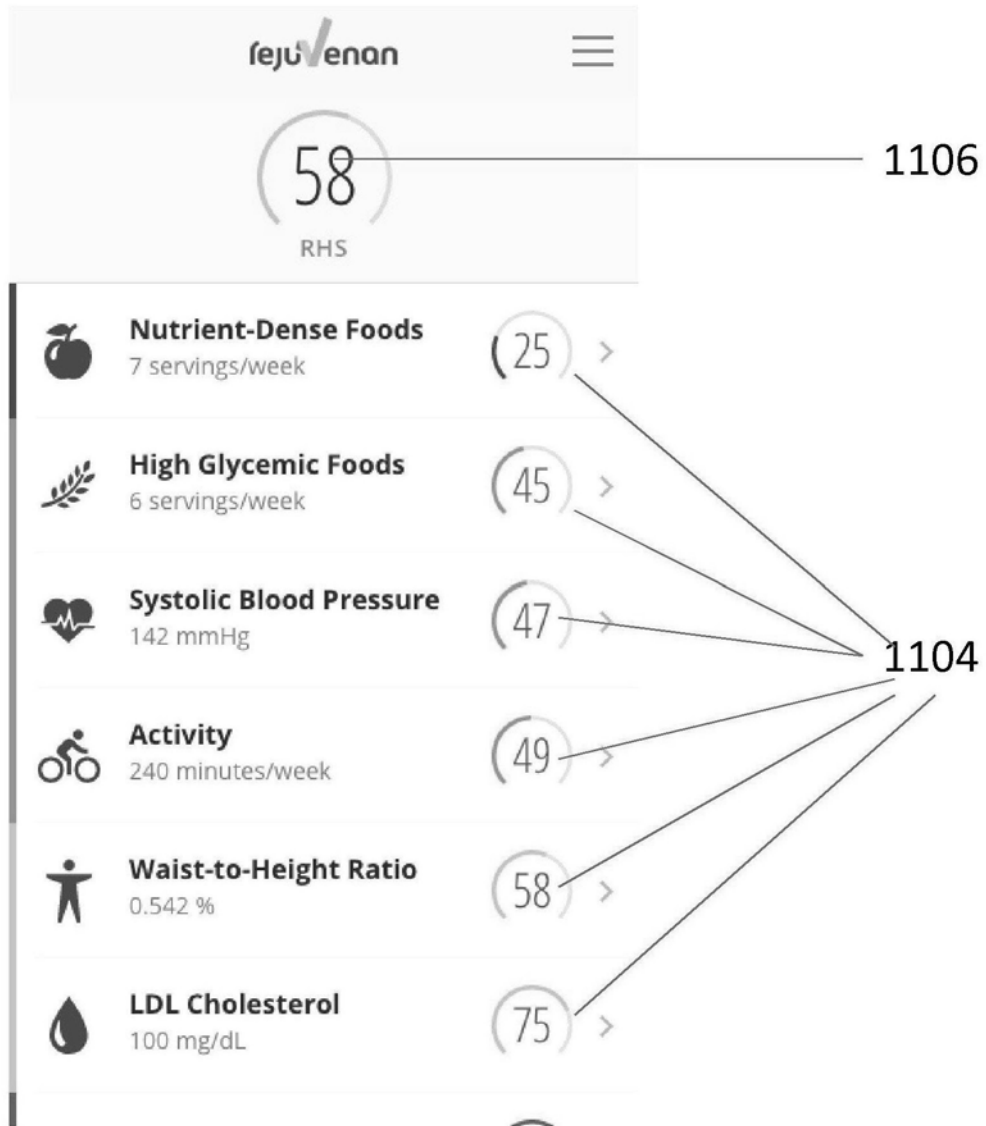 rejuvenan
58
1106
RHS
Nutrient-Dense Foods
7 servings/week
25
High Glycemic Foods
6 servings/week
45
Systolic Blood Pressure
142 mmHg
47
1104
Activity
240 minutes/week
49
Waist-to-Height Ratio
0.542 %
58
LDL Cholesterol
100 mg/dL
75